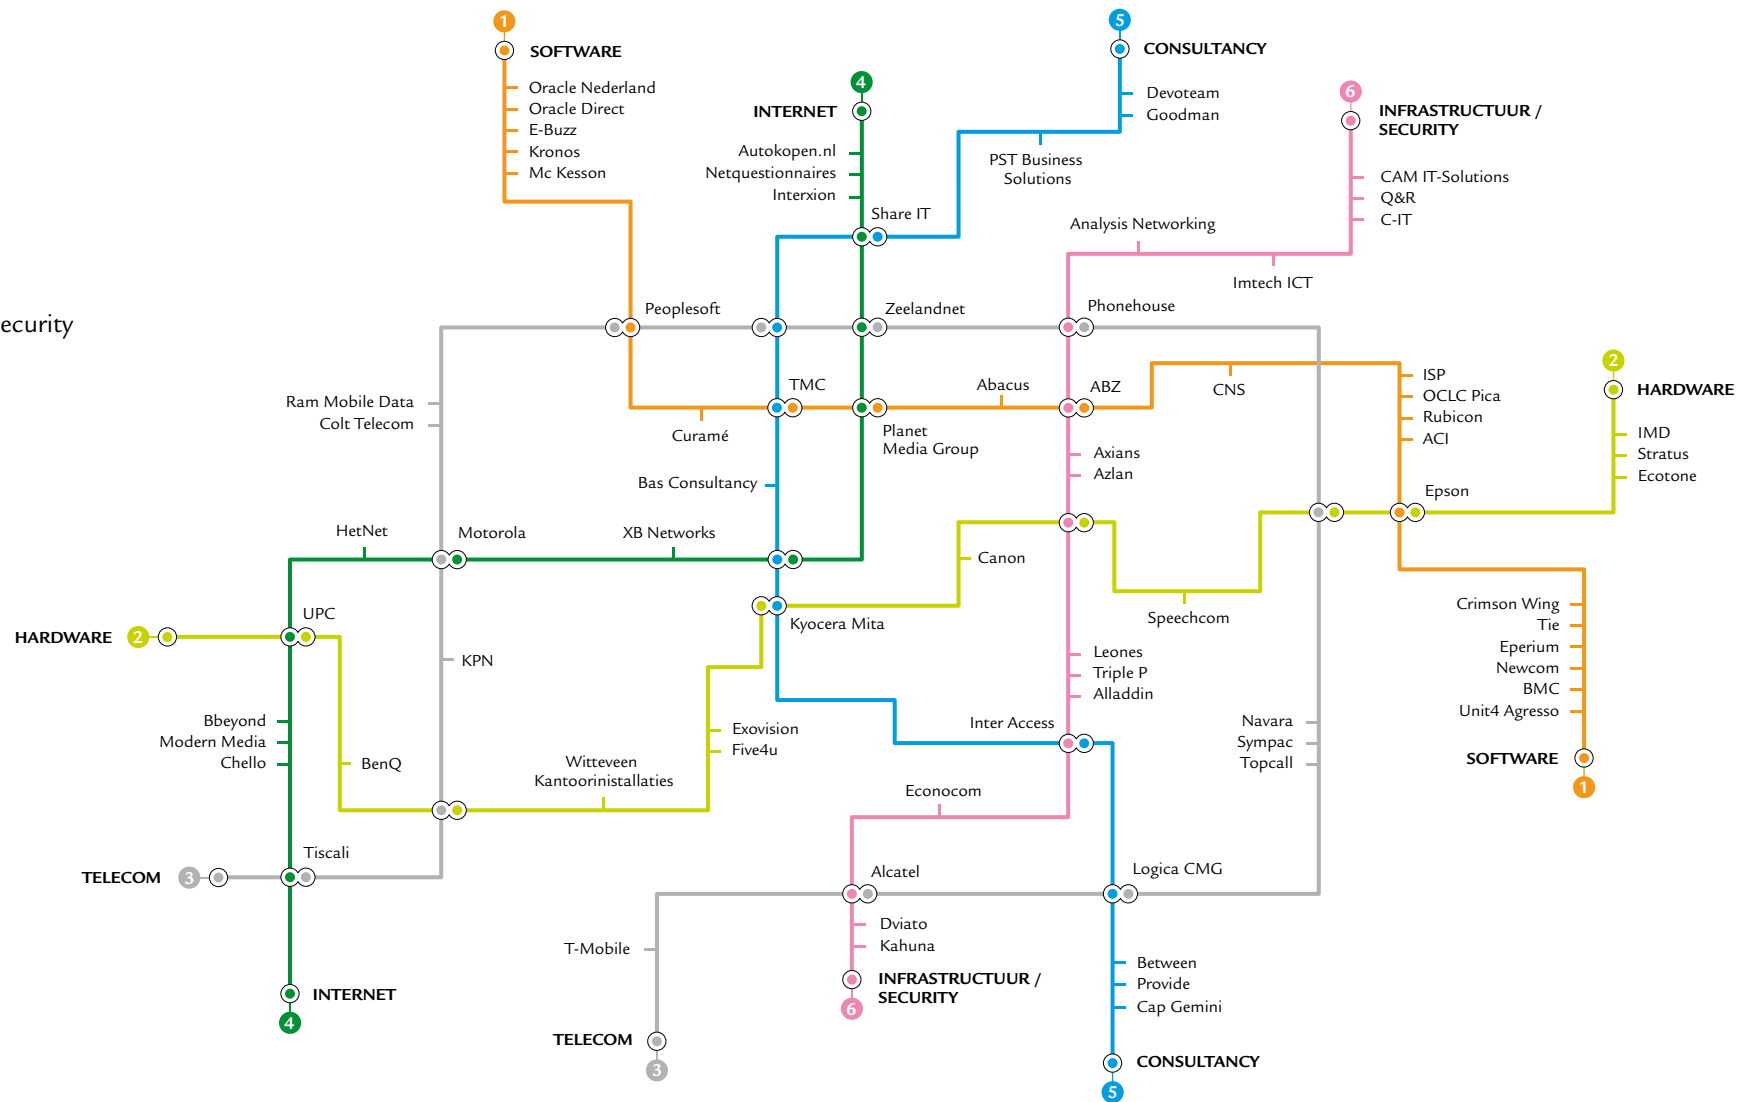 1
SOFTWARE
Oracle Nederland
Oracle Direct
E-Buzz
Kronos
Mc Kesson
4
INTERNET
Autokopen.nl
Netquestionnaires
Interxion
Share IT
5
CONSULTANCY
Devoteam
Goodman
PST Business
Solutions
6
INFRASTRUCTUUR /
SECURITY
CAM IT-Solutions
Q&R
C-IT
Analysis Networking
Imtech ICT
ecurity
Peoplesoft
Zeelandnet
Phonehouse
Ram Mobile Data
Colt Telecom
Curamé
TMC
Planet
Media Group
Abacus
ABZ
CNS
ISP
OCLC Pica
Rubicon
ACI
2
HARDWARE
IMD
Stratus
Ecotone
Epson
Axians
Azlan
Bas Consultancy
HetNet
Motorola
XB Networks
Canon
Speechcom
Kyocera Mita
HARDWARE
2
UPC
KPN
Bbeyond
Modern Media
Chello
BenQ
Witteveen
Kantoorinistallaties
Exovision
Five4u
Leones
Triple P
Alladdin
Inter Access
Navara
Sympac
Topcall
Crimson Wing
Tie
Eperium
Newcom
BMC
Unit4 Agresso
SOFTWARE
1
Econocom
Tiscali
TELECOM
3
Alcatel
Logica CMG
Dviato
Kahuna
INFRASTRUCTUUR /
SECURITY
6
T-Mobile
TELECOM
3
INTERNET
4
Between
Provide
Cap Gemini
CONSULTANCY
5